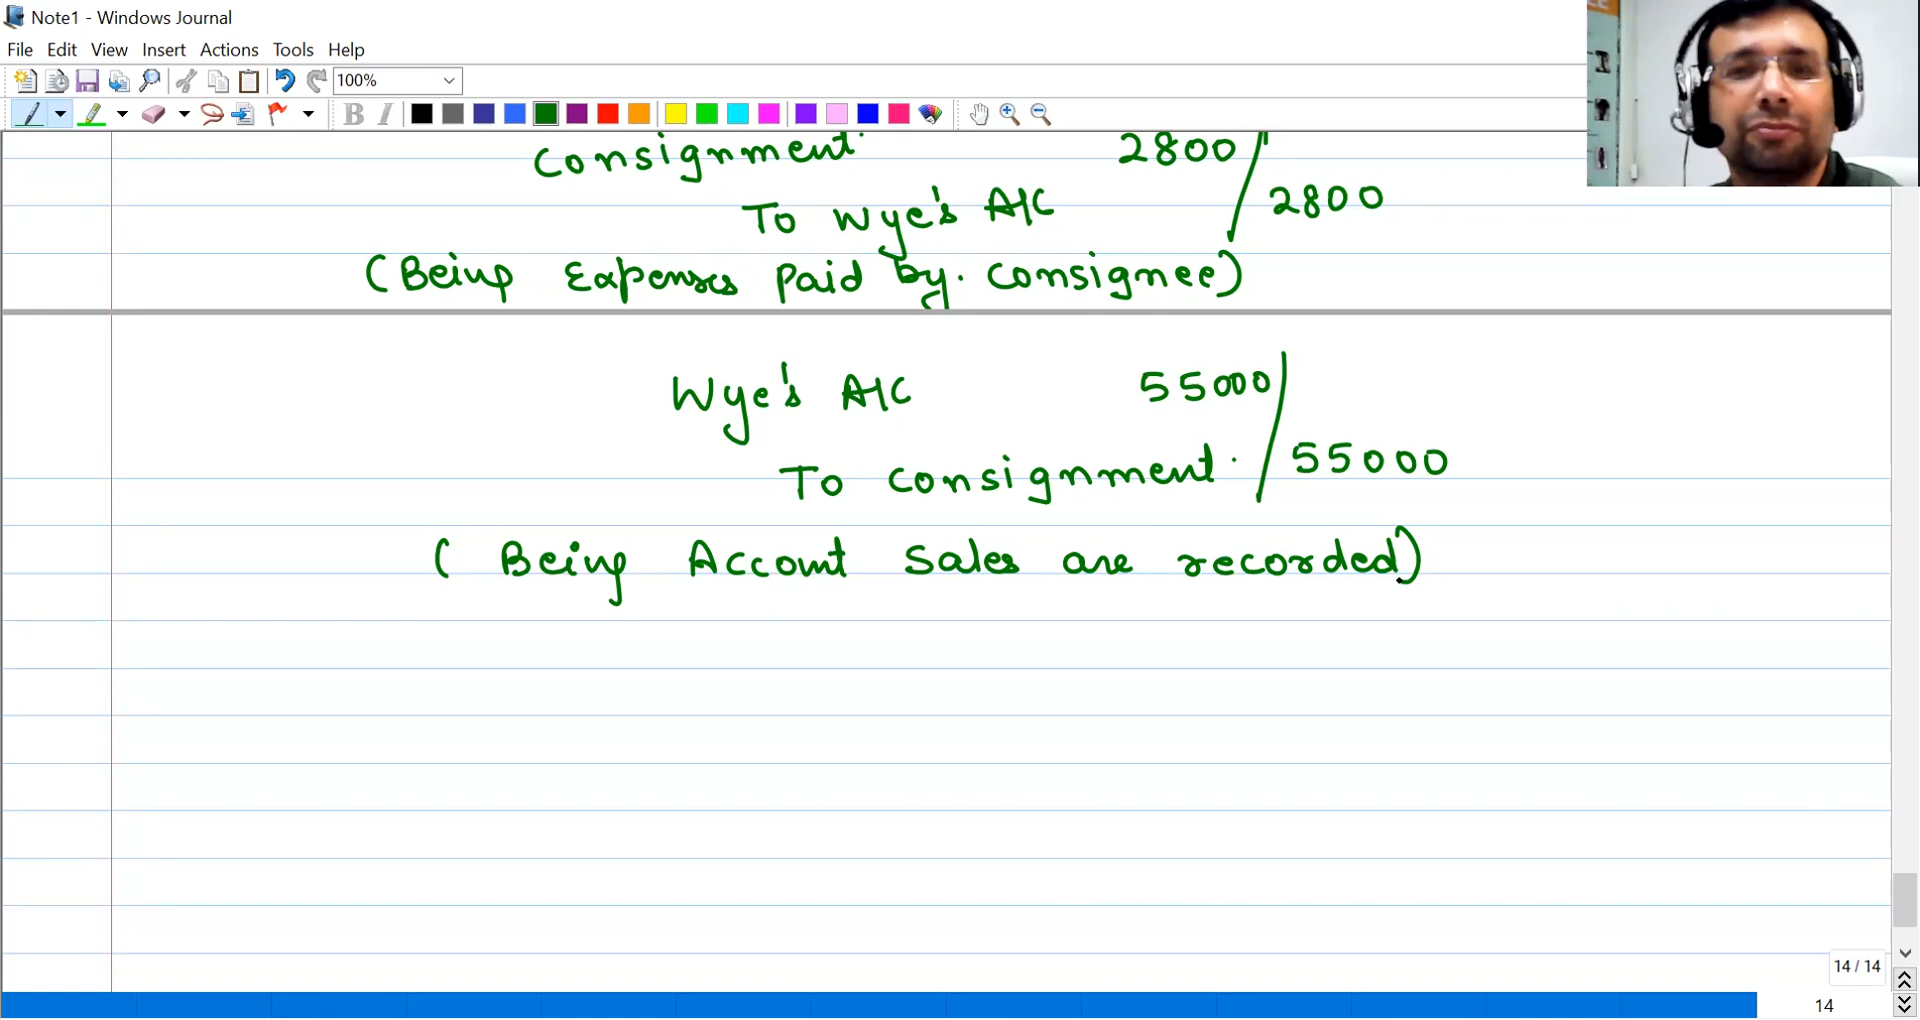 Note1 - Windows Journal
File Edit View Insert Actions Tools Help
100%
B I
Consignment 2800
To Wye's A/C 2800
(Being Expenses Paid by. Consignee)
Wye's A/C 55000
To Consignment 55000
( Being Account Sales are recorded)
14 / 14
14